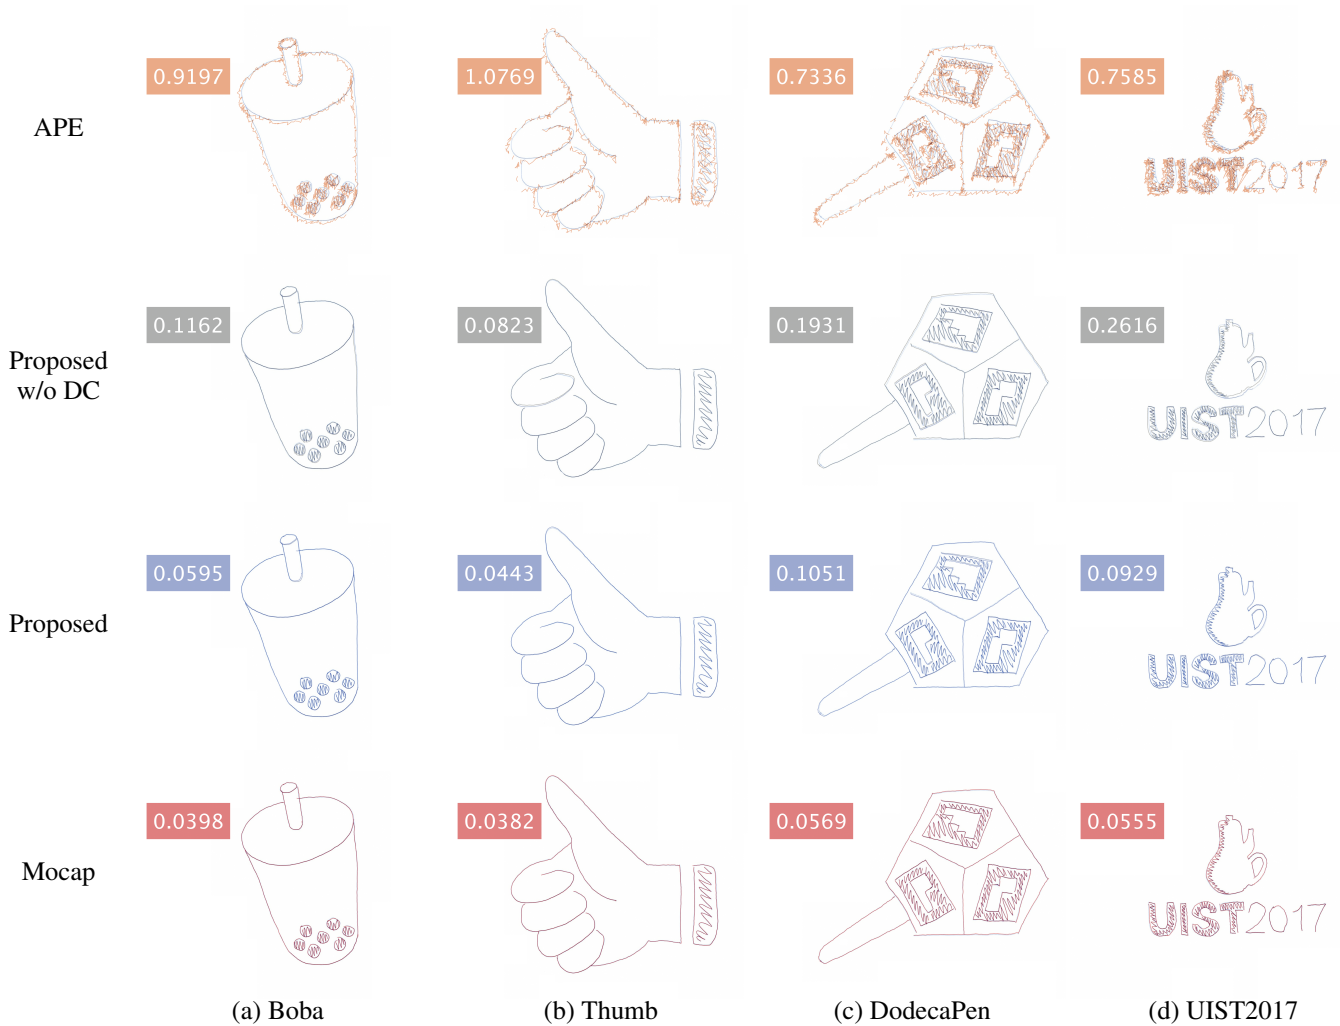 APE
0.9197
1.0769
0.7336
0.7585
UIST2017
Proposed
w/o DC
0.1162
0.0823
0.1931
0.2616
UIST2017
Proposed
0.0595
0.0443
0.1051
0.0929
UIST2017
Mocap
0.0398
0.0382
0.0569
0.0555
UIST2017
(a) Boba
(b) Thumb
(c) DodecaPen
(d) UIST2017